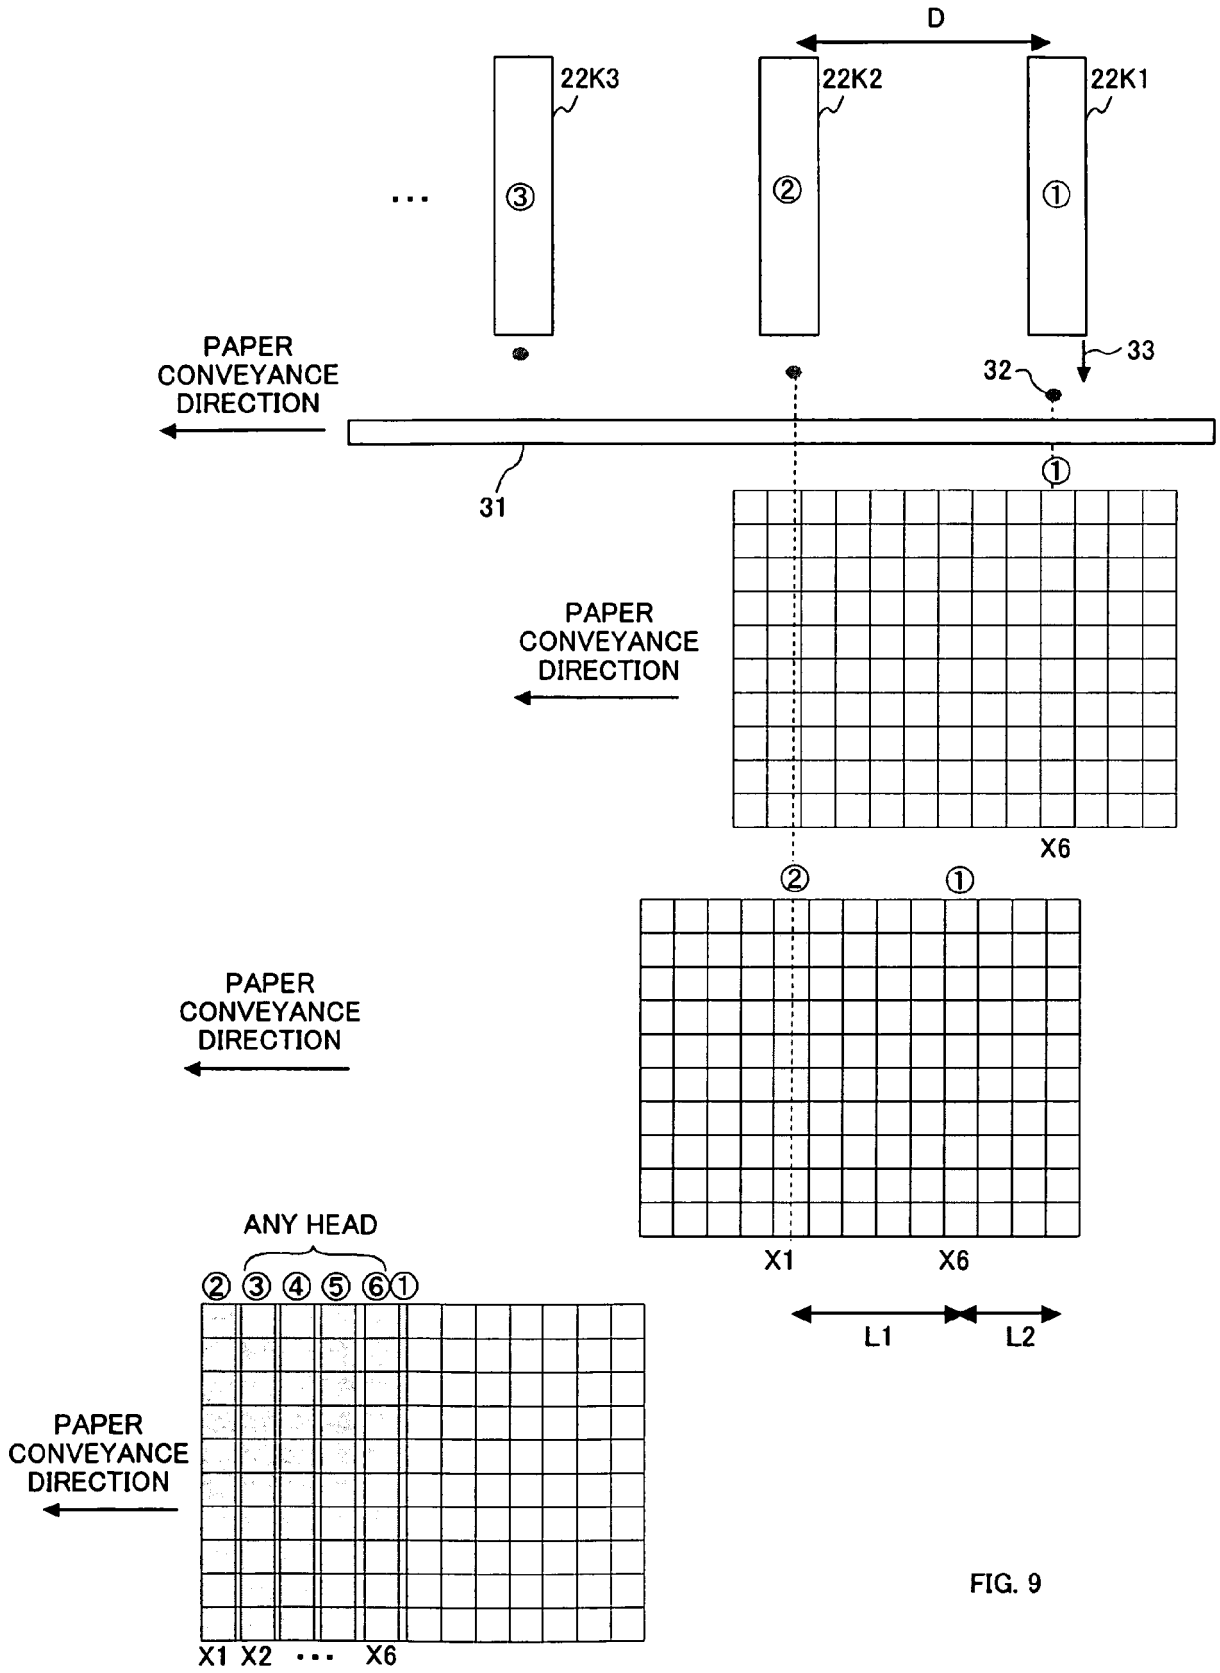 D
22K3
22K2
22K1
...
③
②
①
33
32
PAPER
CONVEYANCE
DIRECTION
①
31
PAPER
CONVEYANCE
DIRECTION
X6
②
①
PAPER
CONVEYANCE
DIRECTION
X1
X6
ANY HEAD
②
③
④
⑤
⑥
①
L1
L2
PAPER
CONVEYANCE
DIRECTION
FIG. 9
X1 X2 ... X6